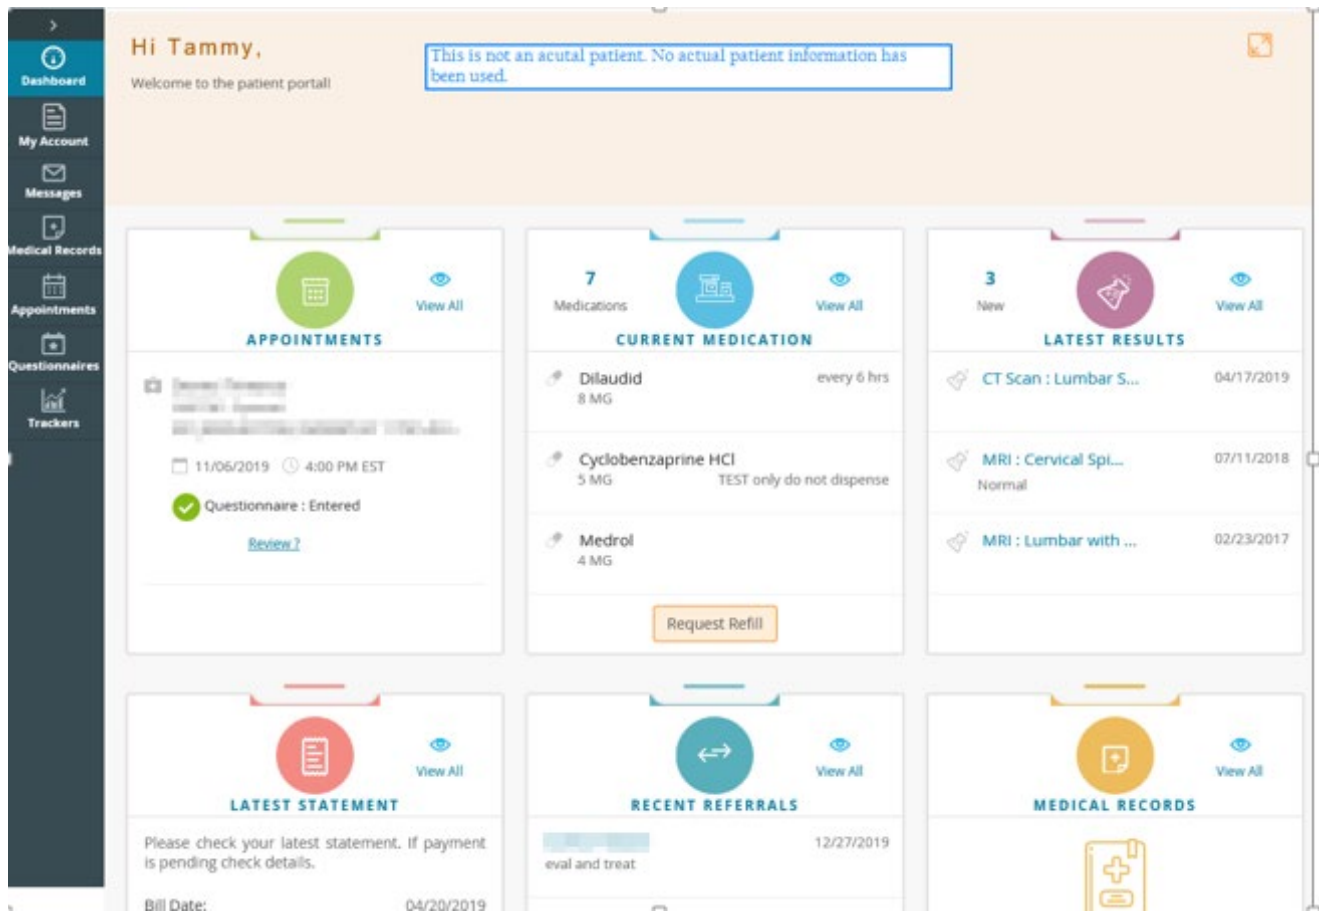 Dashboard
My Account
Messages
Medical Records
Appointments
Questionnaires
Trackers
Hi Tammy,
Welcome to the patient portal!
This is not an acutal patient. No actual patient information has
been used.
View All
APPOINTMENTS
11/06/2019 4:00 PM EST
Questionnaire : Entered
Review ?
7
Medications
View All
CURRENT MEDICATION
Dilaudid every 6 hrs
8 MG
Cyclobenzaprine HCl
5 MG TEST only do not dispense
Medrol
4 MG
Request Refill
3
New
View All
LATEST RESULTS
CT Scan : Lumbar S... 04/17/2019
MRI : Cervical Spi... 07/11/2018
Normal
MRI : Lumbar with ... 02/23/2017
View All
LATEST STATEMENT
Please check your latest statement. If payment
is pending check details.
Bill Date: 04/20/2019
View All
RECENT REFERRALS
12/27/2019
eval and treat
View All
MEDICAL RECORDS